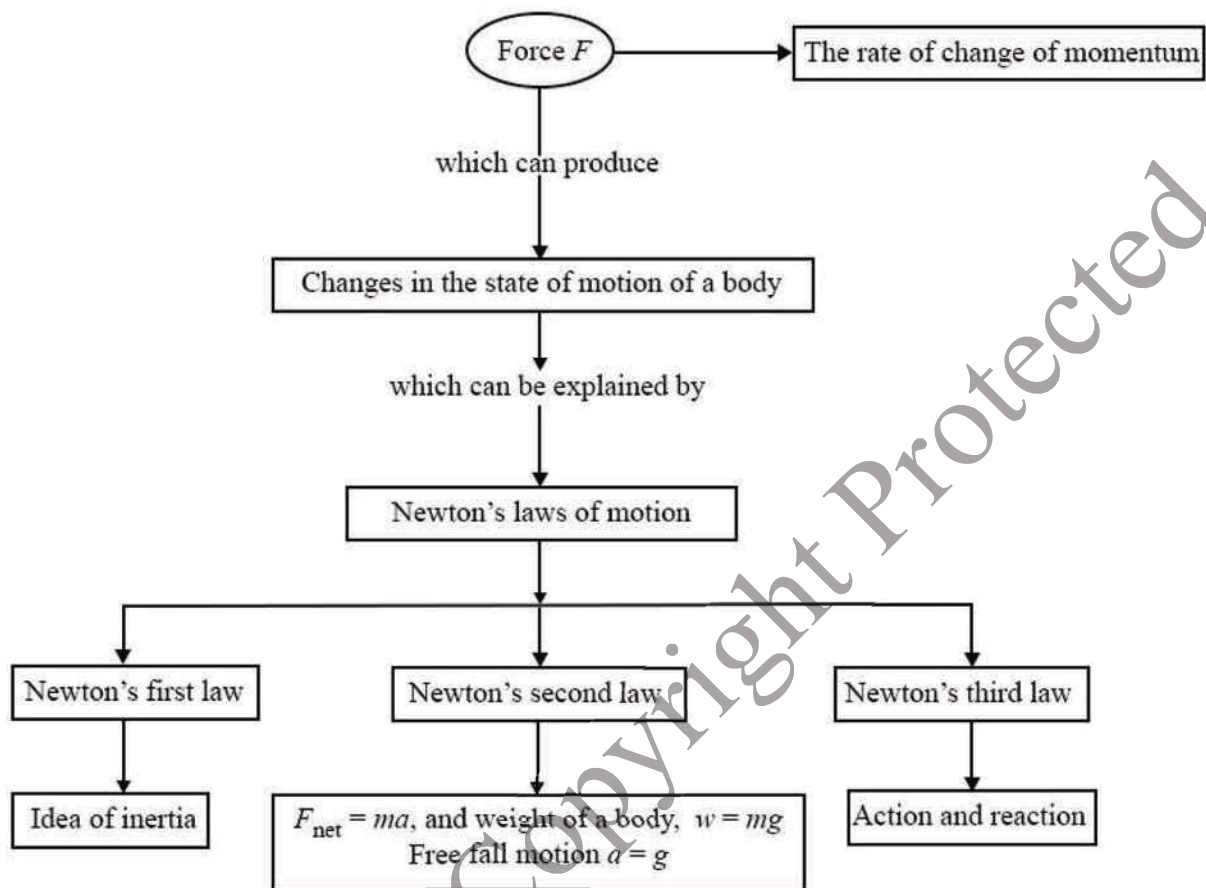 Force F
The rate of change of momentum
which can produce
Changes in the state of motion of a body
which can be explained by
Newton’s laws of motion
Newton’s first law
Newton’s second law
Newton’s third law
Idea of inertia
F_net = ma, and weight of a body, w = mg
Free fall motion a = g
Action and reaction
Copyright Protected